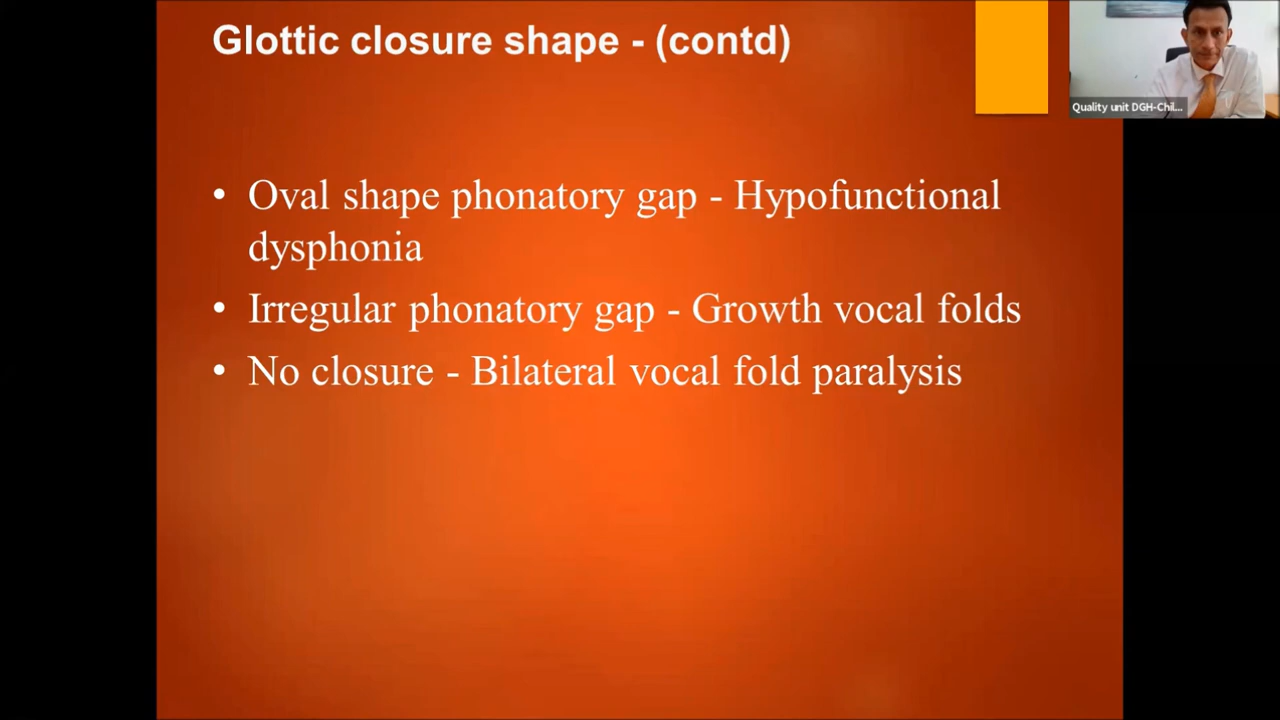 Glottic closure shape - (contd)
Quality unit DGH-Chil...
• Oval shape phonatory gap - Hypofunctional
dysphonia
• Irregular phonatory gap - Growth vocal folds
• No closure - Bilateral vocal fold paralysis